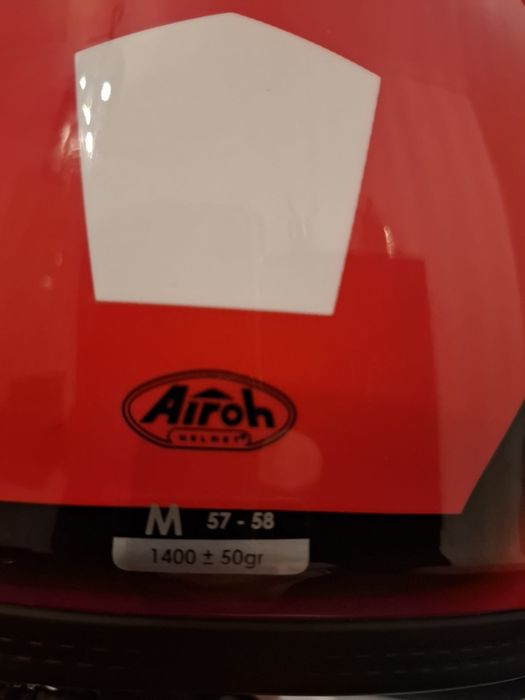 Airoh
HELMET
M 57 - 58
1400 ± 50gr